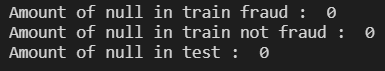 Amount of null in train fraud :  0
Amount of null in train not fraud :  0
Amount of null in test :  0